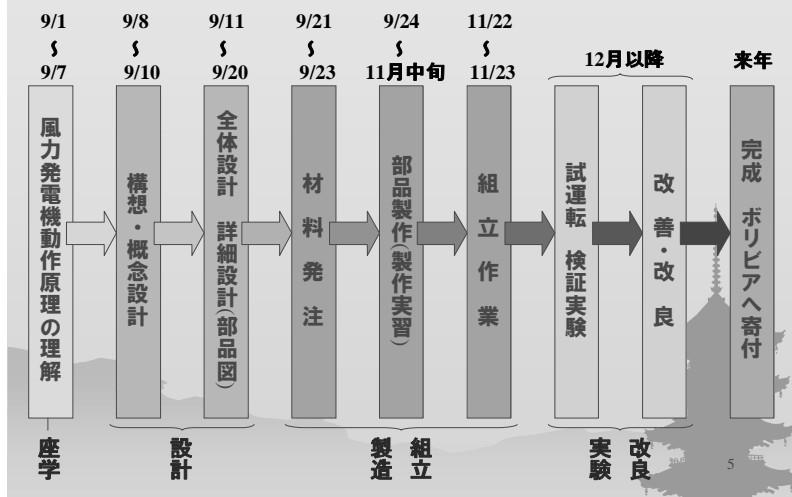 9/1
〜
9/7
9/8
〜
9/10
9/11
〜
9/20
9/21
〜
9/23
9/24
〜
11月中旬
11/22
〜
11/23
12月以降
来年
風力発電機動作原理の理解
構想・概念設計
全体設計 詳細設計(部品図)
材料発注
部品製作(製作実習)
組立作業
試運転 検証実験
改善・改良
完成 ボリビアへ寄付
座学
設計
製造
組立
実験
改良
5